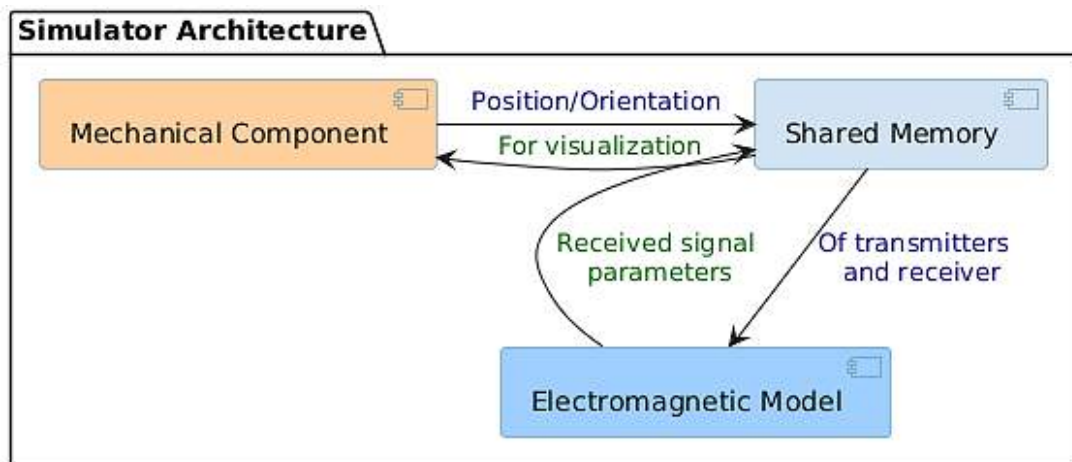 Simulator Architecture
Mechanical Component
Position/Orientation
For visualization
Shared Memory
Received signal
parameters
Of transmitters
and receiver
Electromagnetic Model